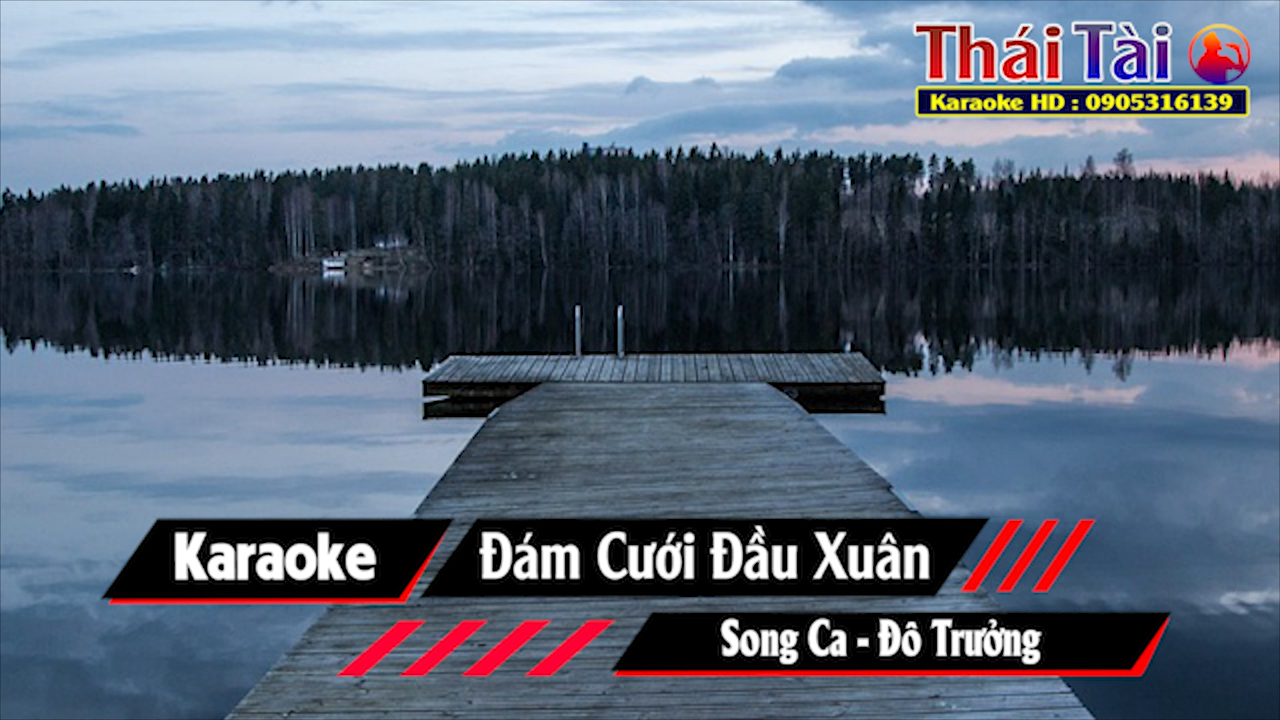 Thái Tài
Karaoke HD : 0905316139
Karaoke
Đám Cưới Đầu Xuân
Song Ca - Đô Trưởng